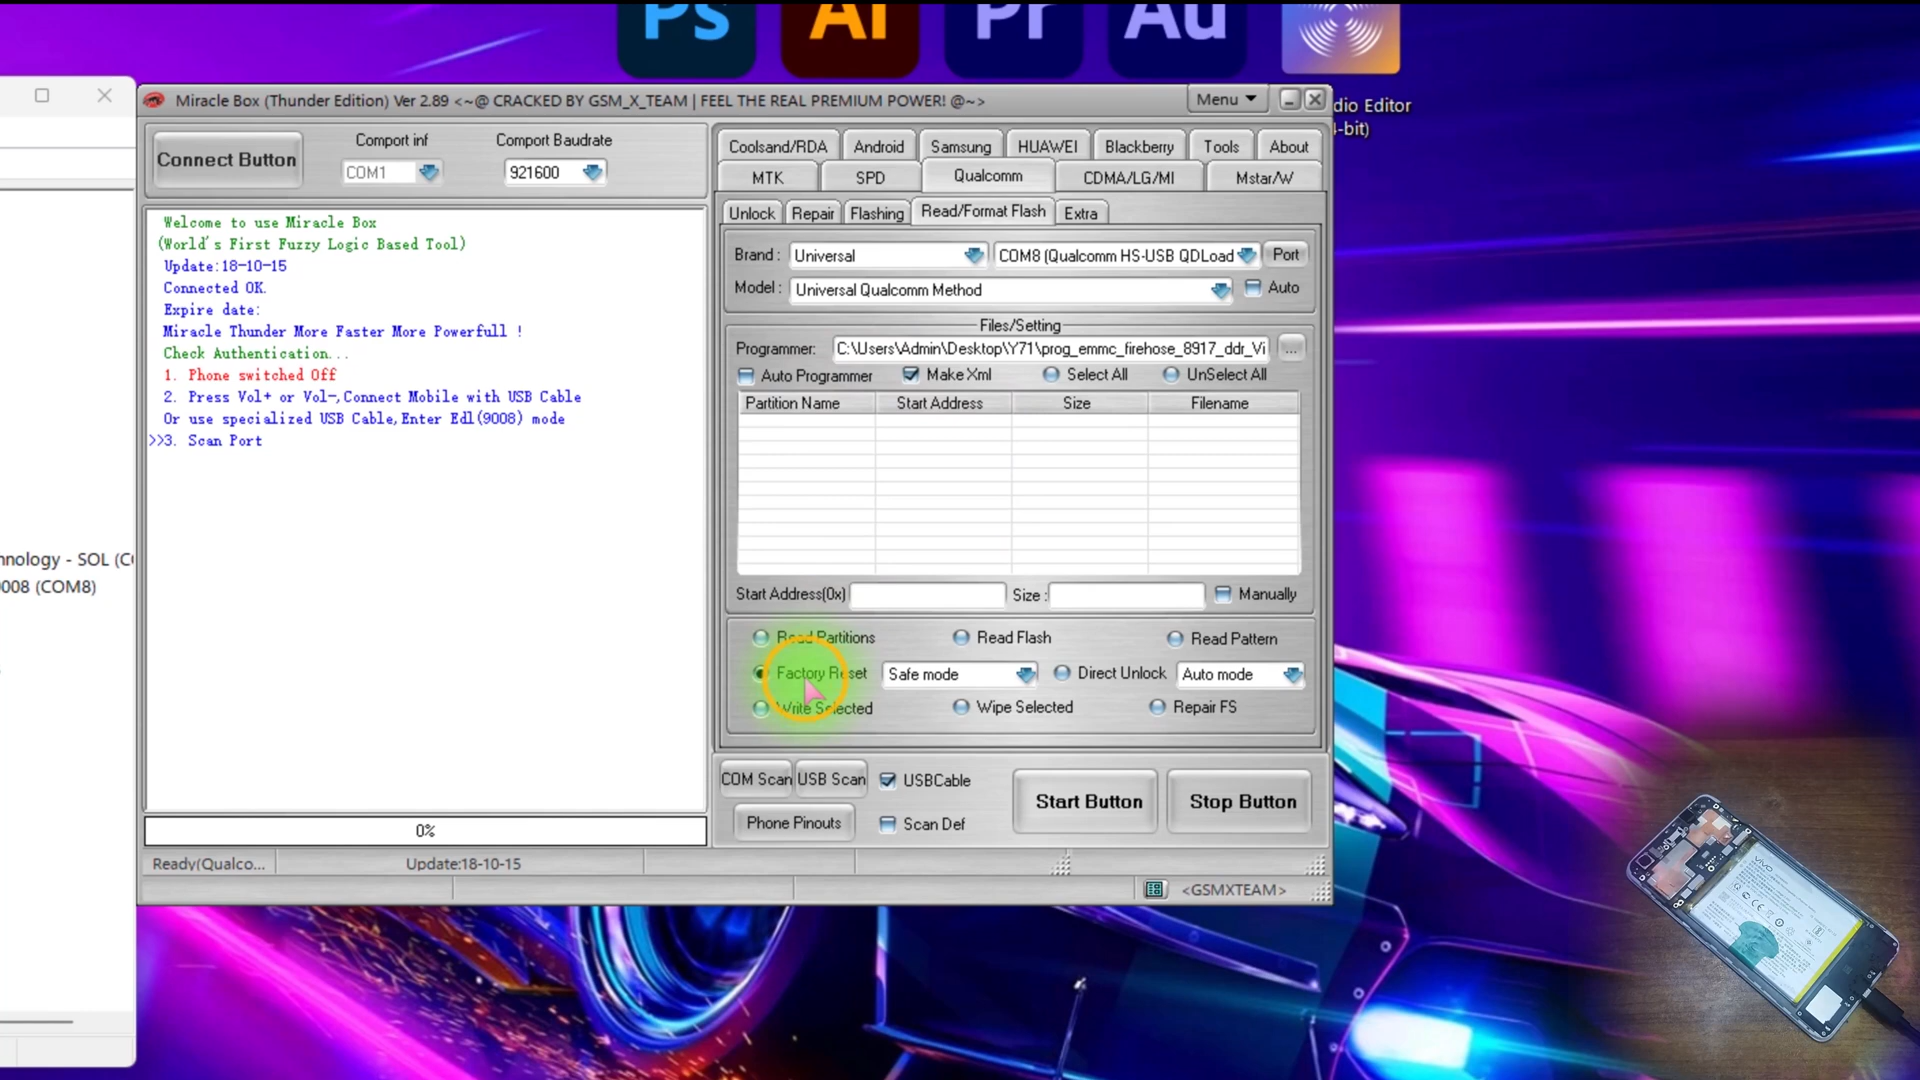 Ps
Ai
Pr
Au
Miracle Box (Thunder Edition) Ver 2.89 <~@ CRACKED BY GSM_X_TEAM | FEEL THE REAL PREMIUM POWER! @~>
Menu
dio Editor
-bit)
Connect Button
Comport inf
Comport Baudrate
COM1
921600
Coolsand/RDA
Android
Samsung
HUAWEI
Blackberry
Tools
About
MTK
SPD
Qualcomm
CDMA/LG/MI
Mstar/W
Unlock
Repair
Flashing
Read/Format Flash
Extra
Welcome to use Miracle Box
(World's First Fuzzy Logic Based Tool)
Update:18-10-15
Connected OK.
Expire date:
Miracle Thunder More Faster More Powerfull !
Check Authentication...
1. Phone switched Off
2. Press Vol+ or Vol-,Connect Mobile with USB Cable
Or use specialized USB Cable,Enter Edl(9008) mode
>>3. Scan Port
Brand :
Universal
COM8 (Qualcomm HS-USB QDLoad
Port
Model :
Universal Qualcomm Method
Auto
Files/Setting
Programmer:
C:\Users\Admin\Desktop\Y71\prog_emmc_firehose_8917_ddr_Vi
...
Auto Programmer
Make Xml
Select All
UnSelect All
Partition Name
Start Address
Size
Filename
nology - SOL (C
008 (COM8)
Start Address(0x)
Size :
Manually
Read Partitions
Read Flash
Read Pattern
Factory Reset
Safe mode
Direct Unlock
Auto mode
Write Selected
Wipe Selected
Repair FS
COM Scan
USB Scan
USBCable
Start Button
Stop Button
Phone Pinouts
Scan Def
0%
Ready(Qualco...
Update:18-10-15
<GSMXTEAM>
vivo